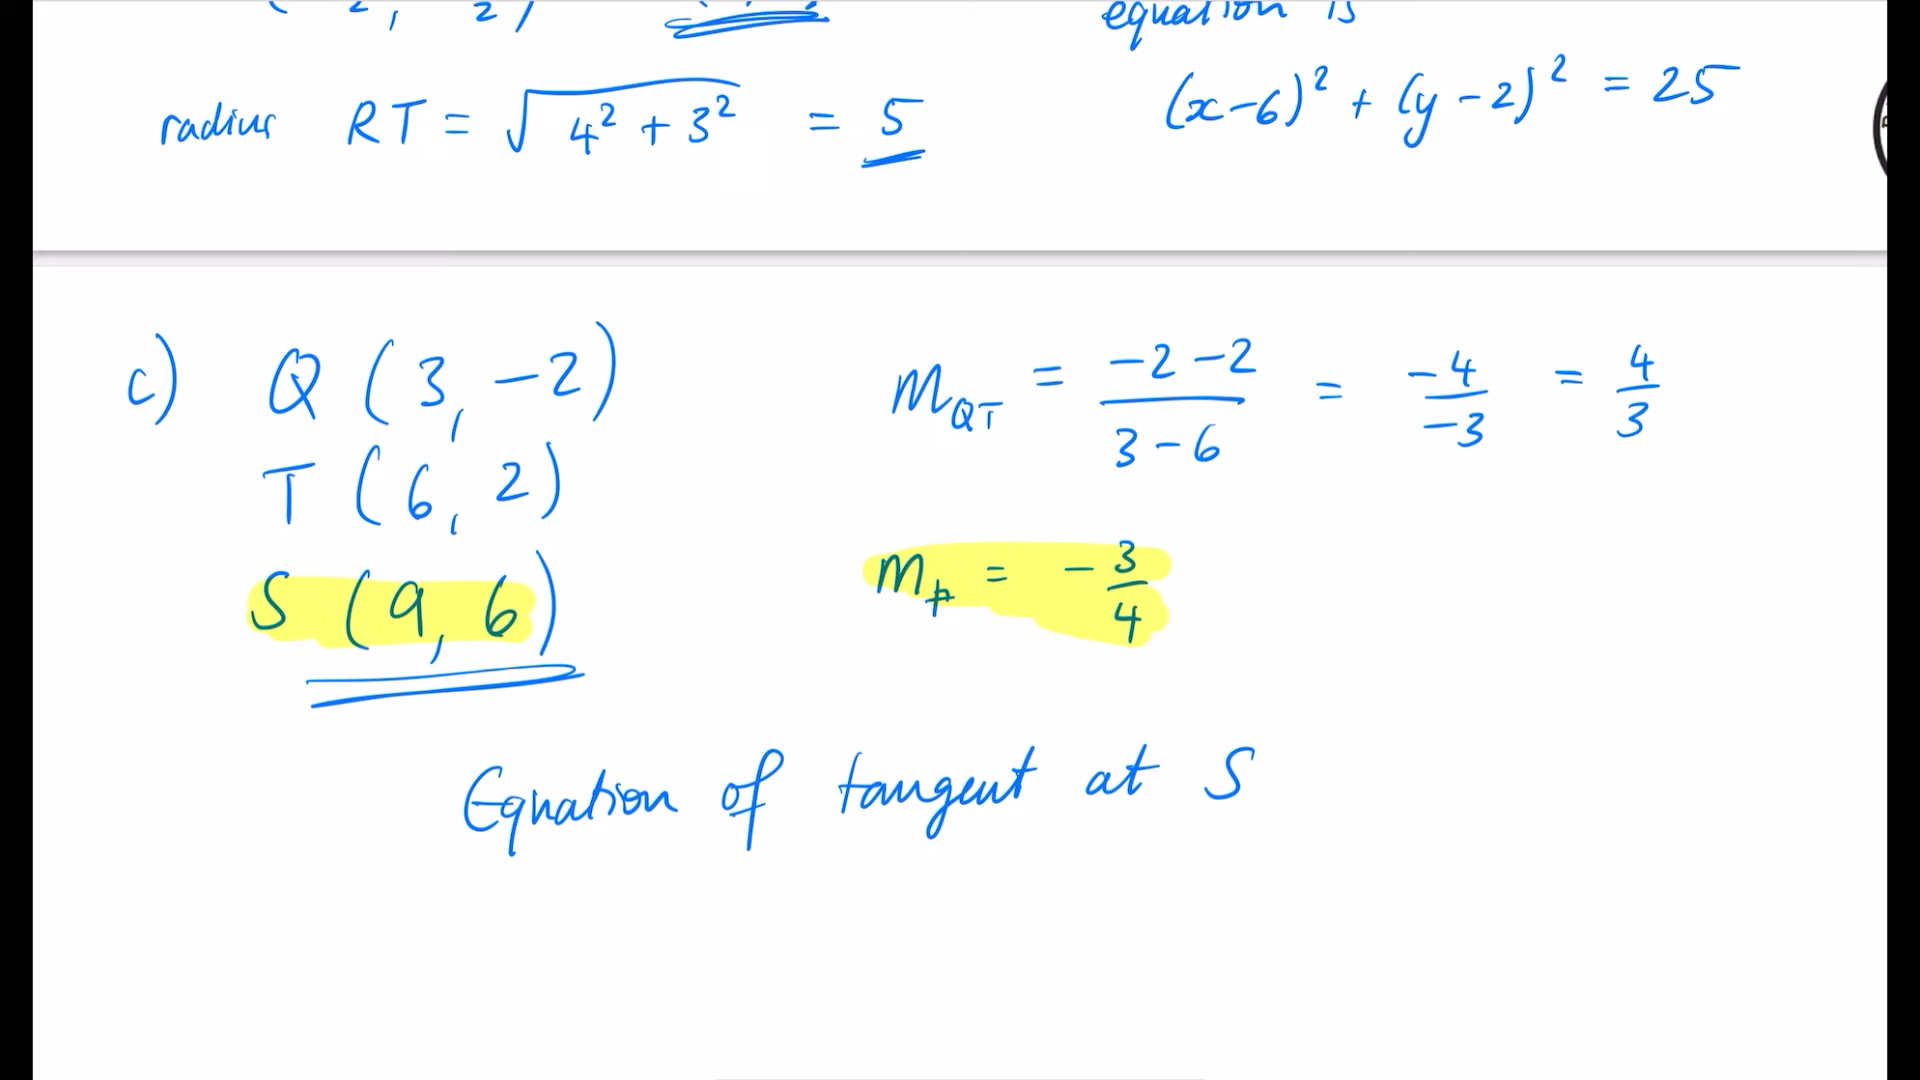 equation is
radius RT = √(4² + 3²) = 5
(x-6)² + (y-2)² = 25
c) Q (3, -2)
T (6, 2)
S (9, 6)
m_QT = (-2-2)/(3-6) = -4/-3 = 4/3
m_p = -3/4
Equation of tangent at S